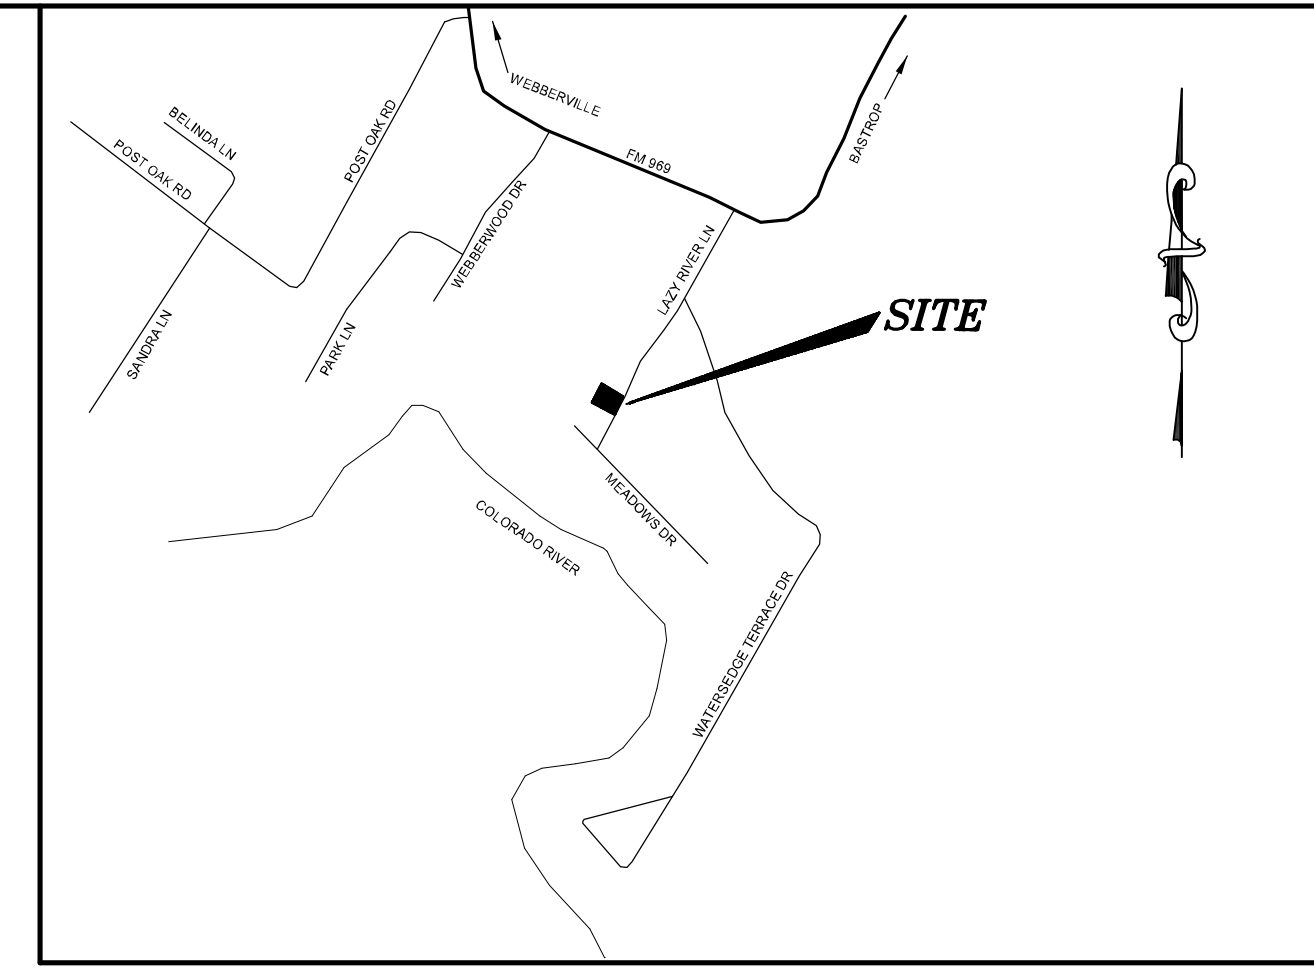 WEBBERVILLE
BELINDA LN
POST OAK RD
POST OAK RD
BASTROP
FM 969
WEBBERWOOD DR
LAZY RIVER LN
SANDRA LN
PARK LN
SITE
MEADOWS DR
COLORADO RIVER
WATERSEDGE TERRACE DR